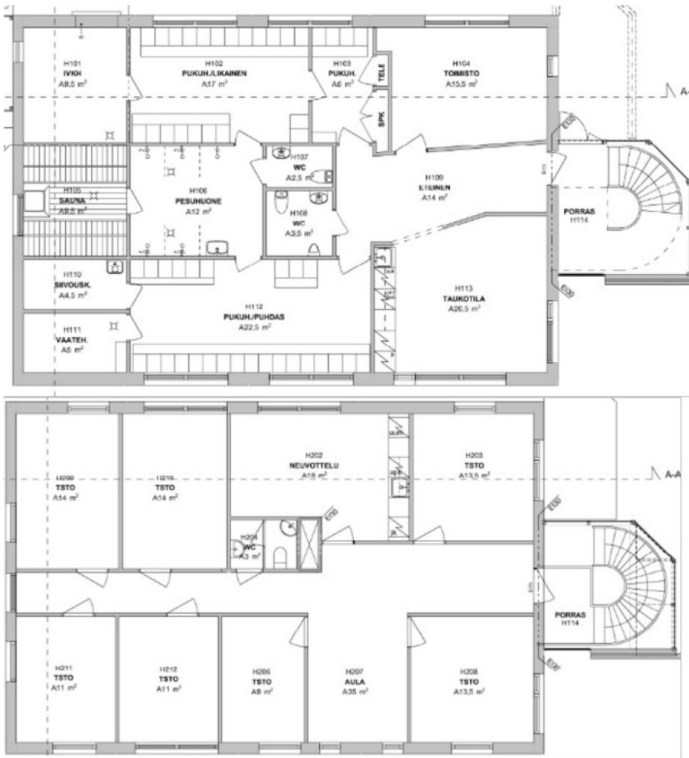 H101
IVKH
A9,5 m²
H102
PUKUH./LIKAINEN
A17 m²
H103
PUKUH.
A6 m²
TELE
SPK
H104
TOIMISTO
A15,5 m²
A-
E120
H105
SAUNA
A9,5 m²
H106
PESUHUONE
A12 m²
H107
WC
A2,5 m²
H108
WC
A3,5 m²
H109
ETEINEN
A14 m²
PORRAS
H114
H110
SIIVOUSK.
A4,5 m²
H111
VAATEH.
A5 m²
H112
PUKUH./PUHDAS
A22,5 m²
H113
TAUKOTILA
A26,5 m²
H209
TSTO
A14 m²
H210
TSTO
A14 m²
H202
NEUVOTTELU
A18 m²
H203
TSTO
A13,5 m²
A-A
WC
A3 m²
PORRAS
H114
H211
TSTO
A11 m²
H212
TSTO
A11 m²
TSTO
A9 m²
H207
AULA
A35 m²
H208
TSTO
A13,5 m²